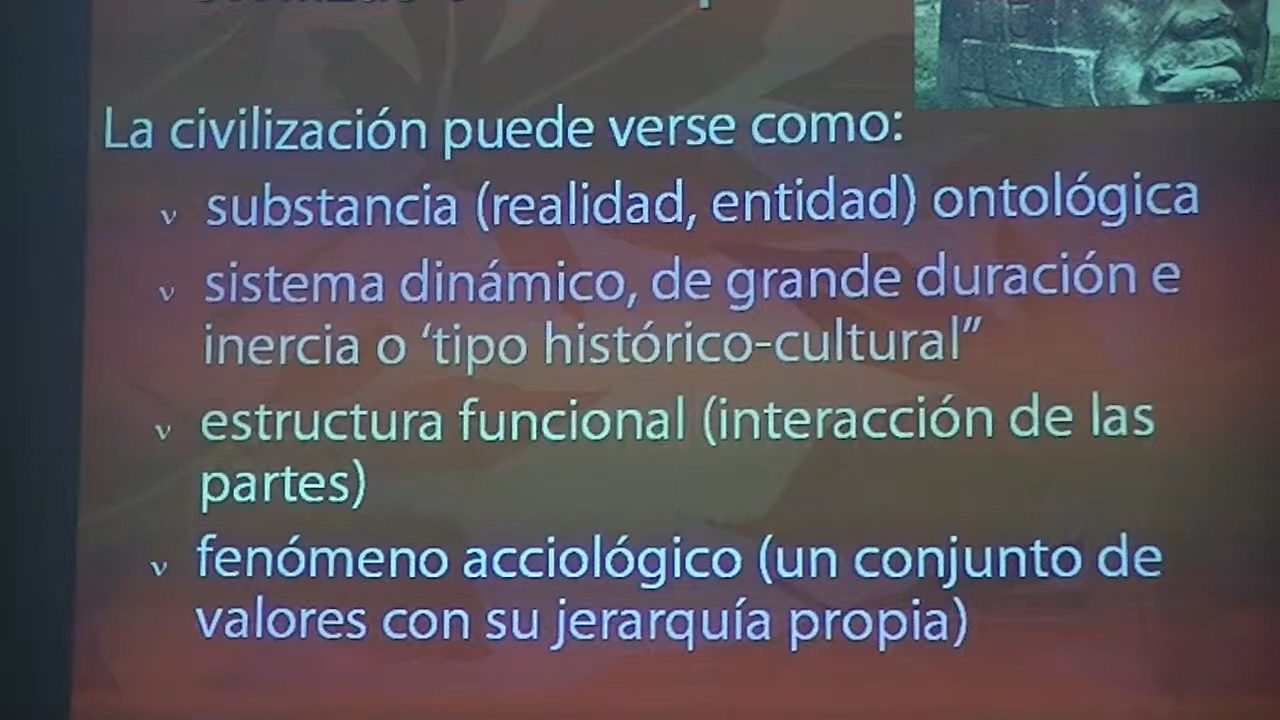 La civilización puede verse como:
v substancia (realidad, entidad) ontológica
v sistema dinámico, de grande duración e
inercia o ‘tipo histórico-cultural”
v estructura funcional (interacción de las
partes)
v fenómeno acciológico (un conjunto de
valores con su jerarquía propia)